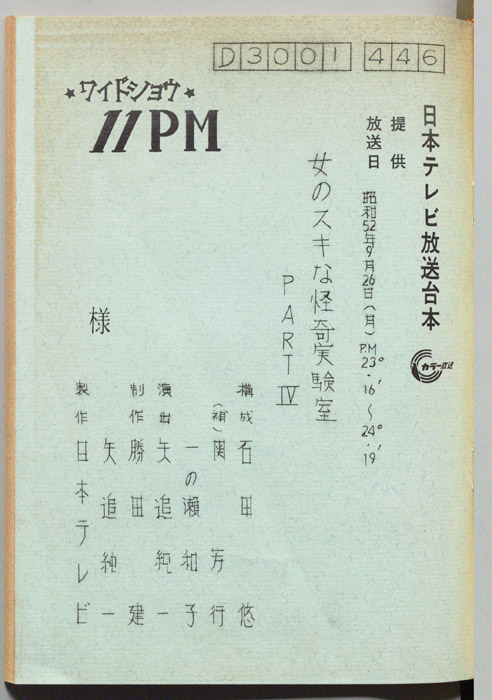 D3001 446
★ワイドショウ★
11PM
日本テレビ放送台本
カラー放送
提供
放送日 昭和52年9月26日(月) P.M 23°・16′〜24°・19′
女のスキな怪奇実験室
PART Ⅳ
様
構成 石田 悠
(補)関 芳行
一の瀬和子
演出 矢追純一
制作 勝田 建
矢追純一
製作 日本テレビ